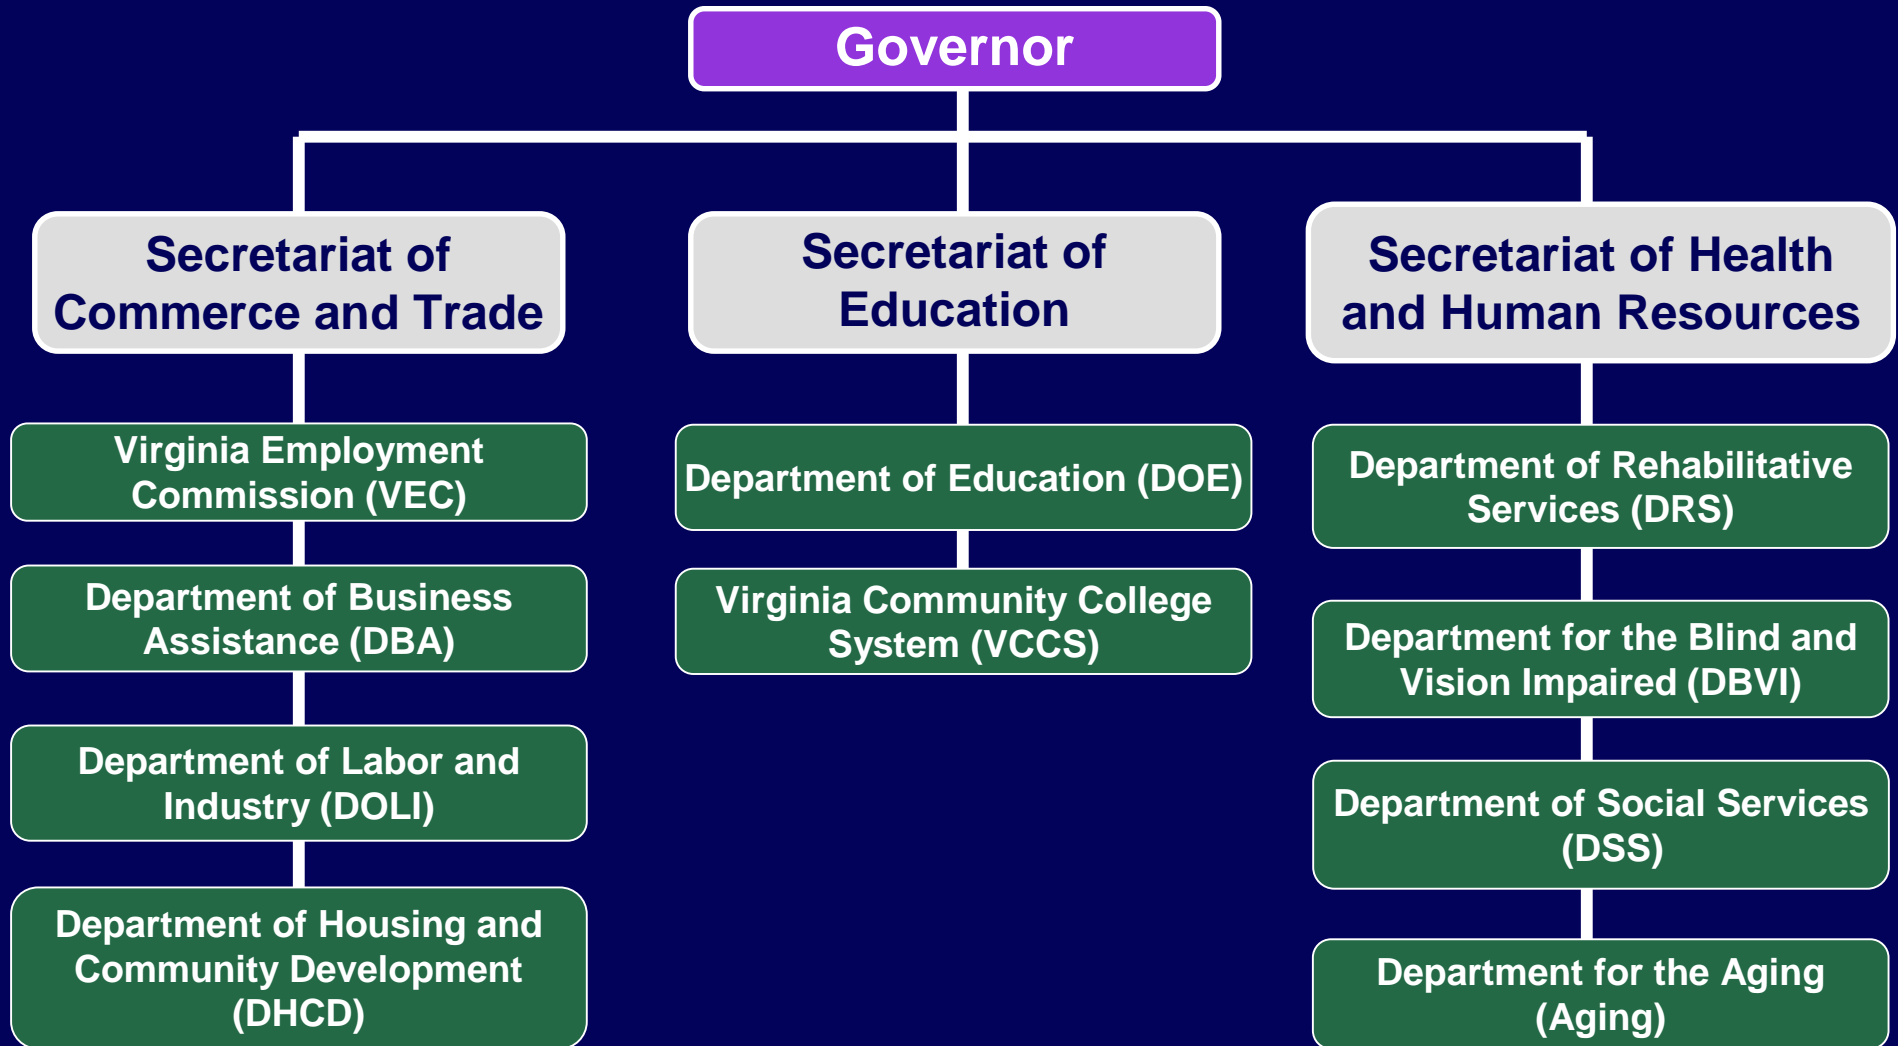 Governor
Secretariat of
Commerce and Trade
Secretariat of
Education
Secretariat of Health
and Human Resources
Virginia Employment
Commission (VEC)
Department of Business
Assistance (DBA)
Department of Labor and
Industry (DOLI)
Department of Housing and
Community Development
(DHCD)
Department of Education (DOE)
Virginia Community College
System (VCCS)
Department of Rehabilitative
Services (DRS)
Department for the Blind and
Vision Impaired (DBVI)
Department of Social Services
(DSS)
Department for the Aging
(Aging)